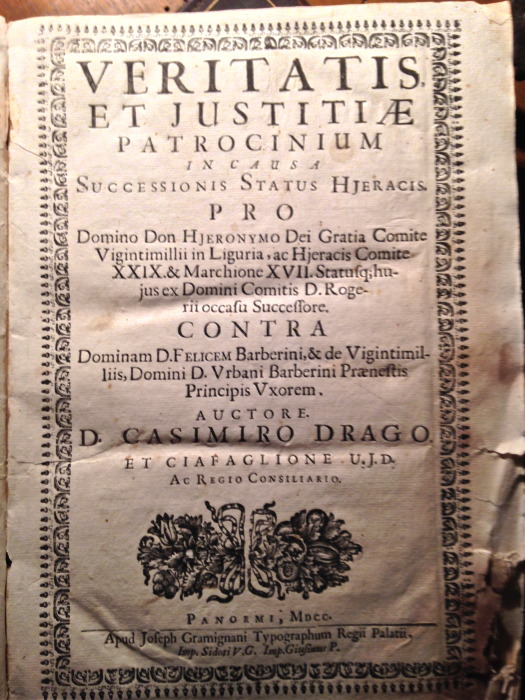 VERITATIS,
ET JUSTITIÆ
PATROCINIUM
IN CAUSA
SUCCESSIONIS STATUS HJERACIS.
PRO
Domino Don HJERONYMO Dei Gratia Comite
Vigintimillii in Liguria, ac Hjeracis Comite
XXIX. & Marchione XVII. Statusq; hu-
jus ex Domini Comitis D. Roge-
rii occaſu Succeſſore.
CONTRA
Dominam D. FELICEM Barberini, & de Vigintimil-
liis, Domini D. Vrbani Barberini Præneſtis
Principis Vxorem.
AUCTORE.
D. CASIMIRO DRAGO.
ET CIAFAGLIONE U.J.D.
AC REGIO CONSILIARIO.
PANORMI, MDCC.
Apud Joſeph Gramignani Typographum Regii Palatii,
Imp. Sidoti V.G. Imp. Giuſinus P.